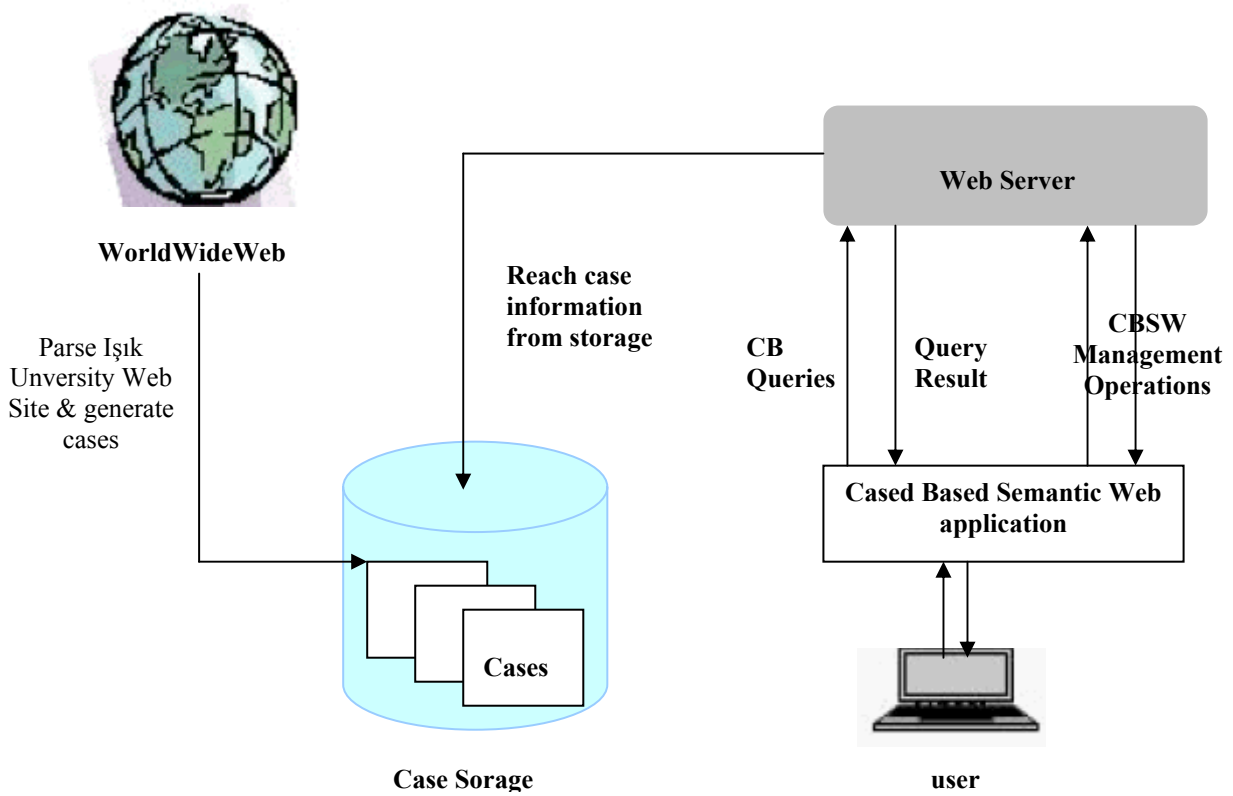 Web Server
WorldWideWeb
Reach case
information
from storage
Parse Işık
Unversity Web
Site & generate
cases
CB
Queries
Query
Result
CBSW
Management
Operations
Cased Based Semantic Web
application
Cases
Case Sorage
user